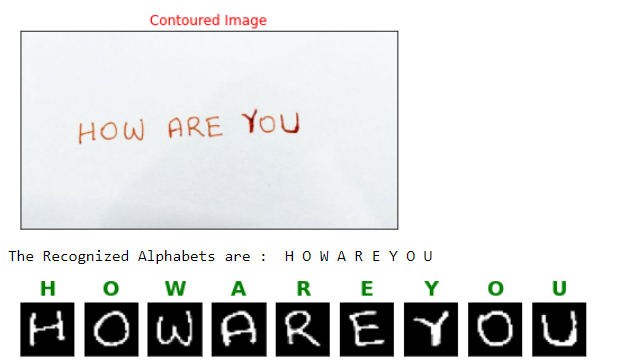 Contoured Image
HOW ARE YOU
The Recognized Alphabets are : H O W A R E Y O U
H O W A R E Y O U
H O W A R E Y O U